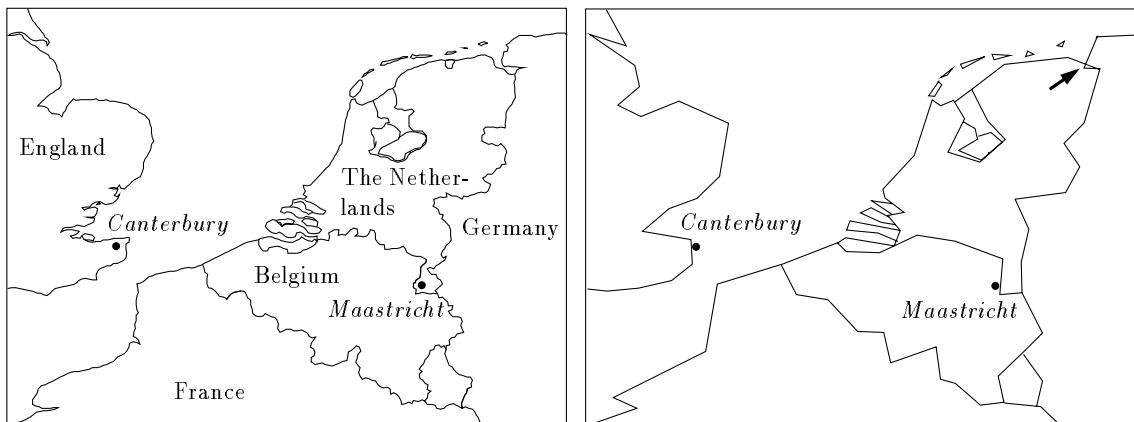 England
The Nether-
lands
Canterbury
Germany
Belgium
Maastricht
France
Canterbury
Maastricht